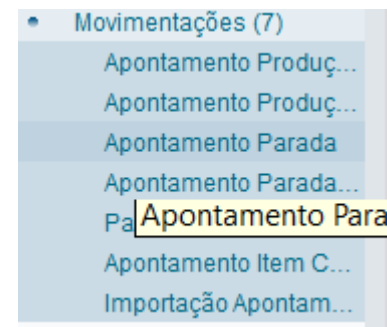 Movimentações (7)
Apontamento Produç...
Apontamento Produç...
Apontamento Parada
Apontamento Parada...
Pa
Apontamento Para
Apontamento Item C...
Importação Apontam...